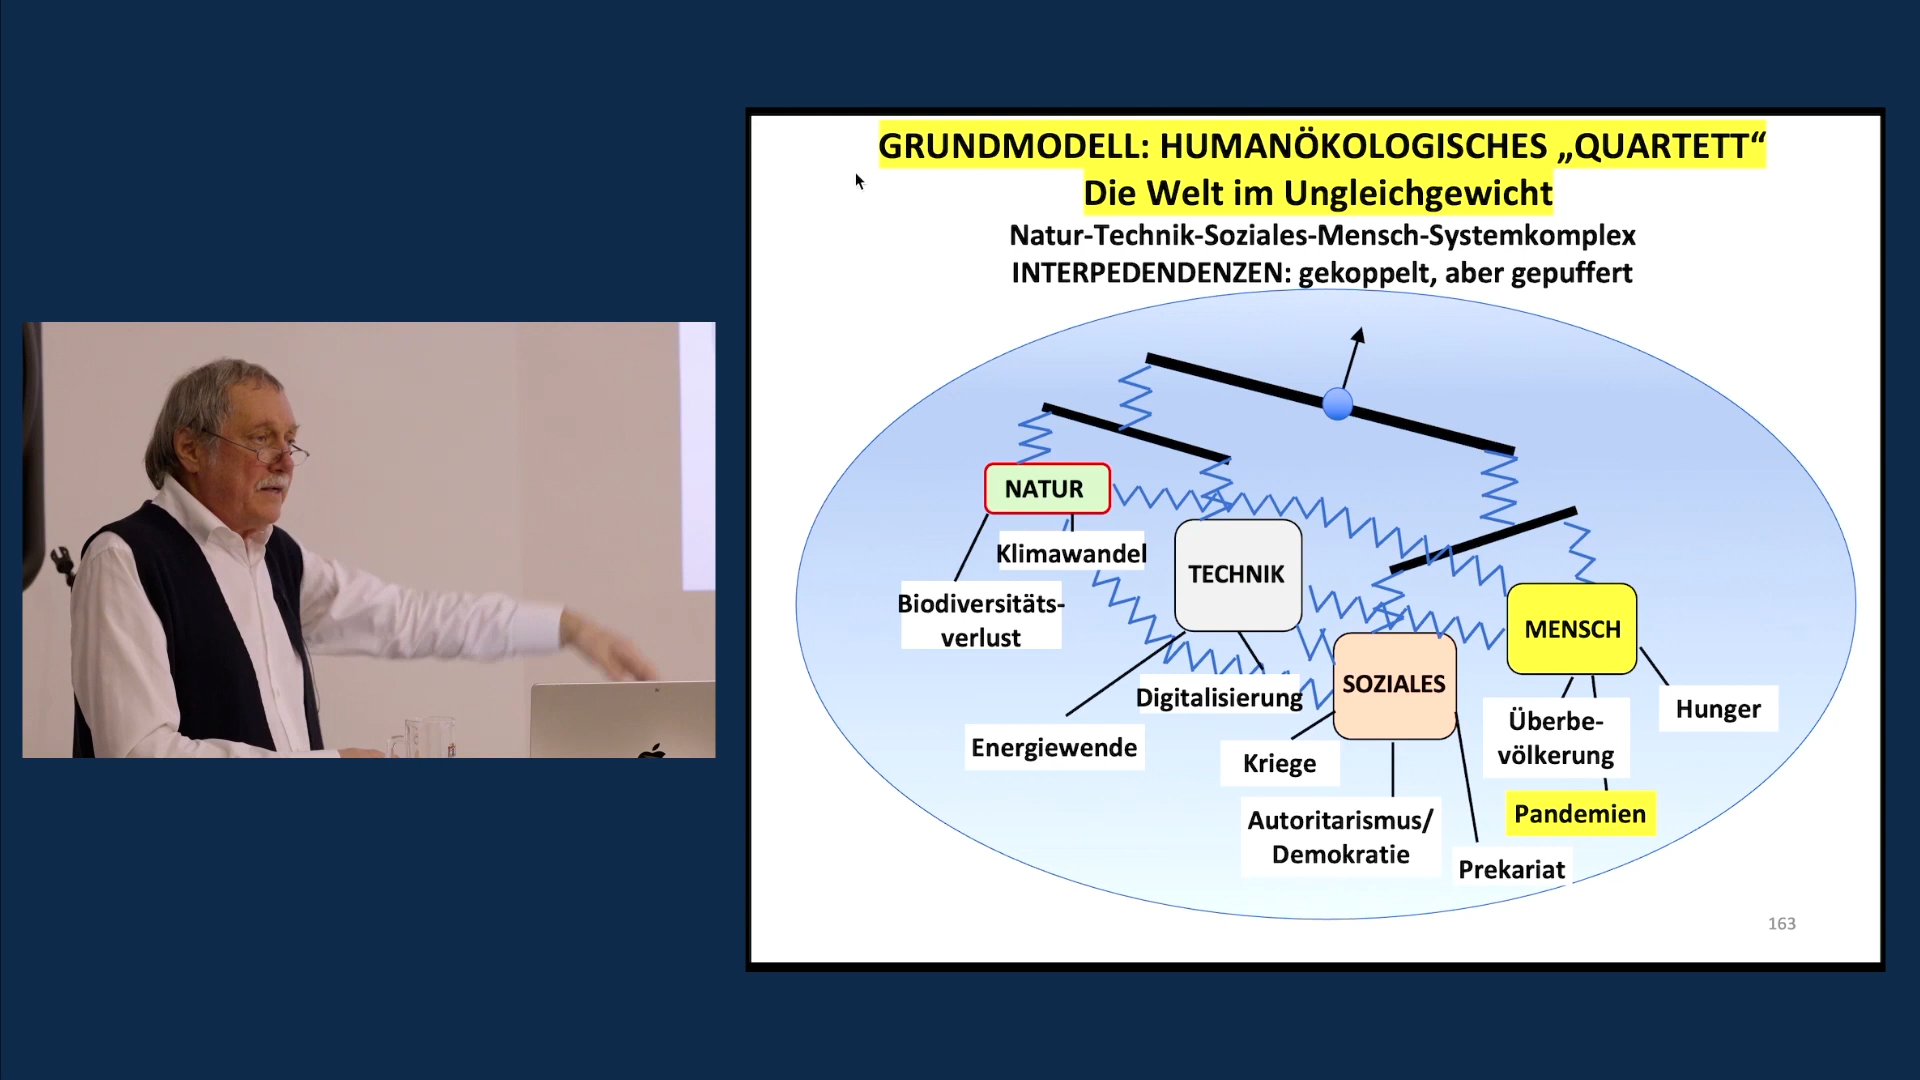 GRUNDMODELL: HUMANÖKOLOGISCHES „QUARTETT“
Die Welt im Ungleichgewicht
Natur-Technik-Soziales-Mensch-Systemkomplex
INTERPEDENDENZEN: gekoppelt, aber gepuffert
NATUR
Klimawandel
Biodiversitäts-
verlust
TECHNIK
Digitalisierung
Energiewende
SOZIALES
Kriege
Autoritarismus/
Demokratie
Prekariat
MENSCH
Überbe-
völkerung
Hunger
Pandemien
163